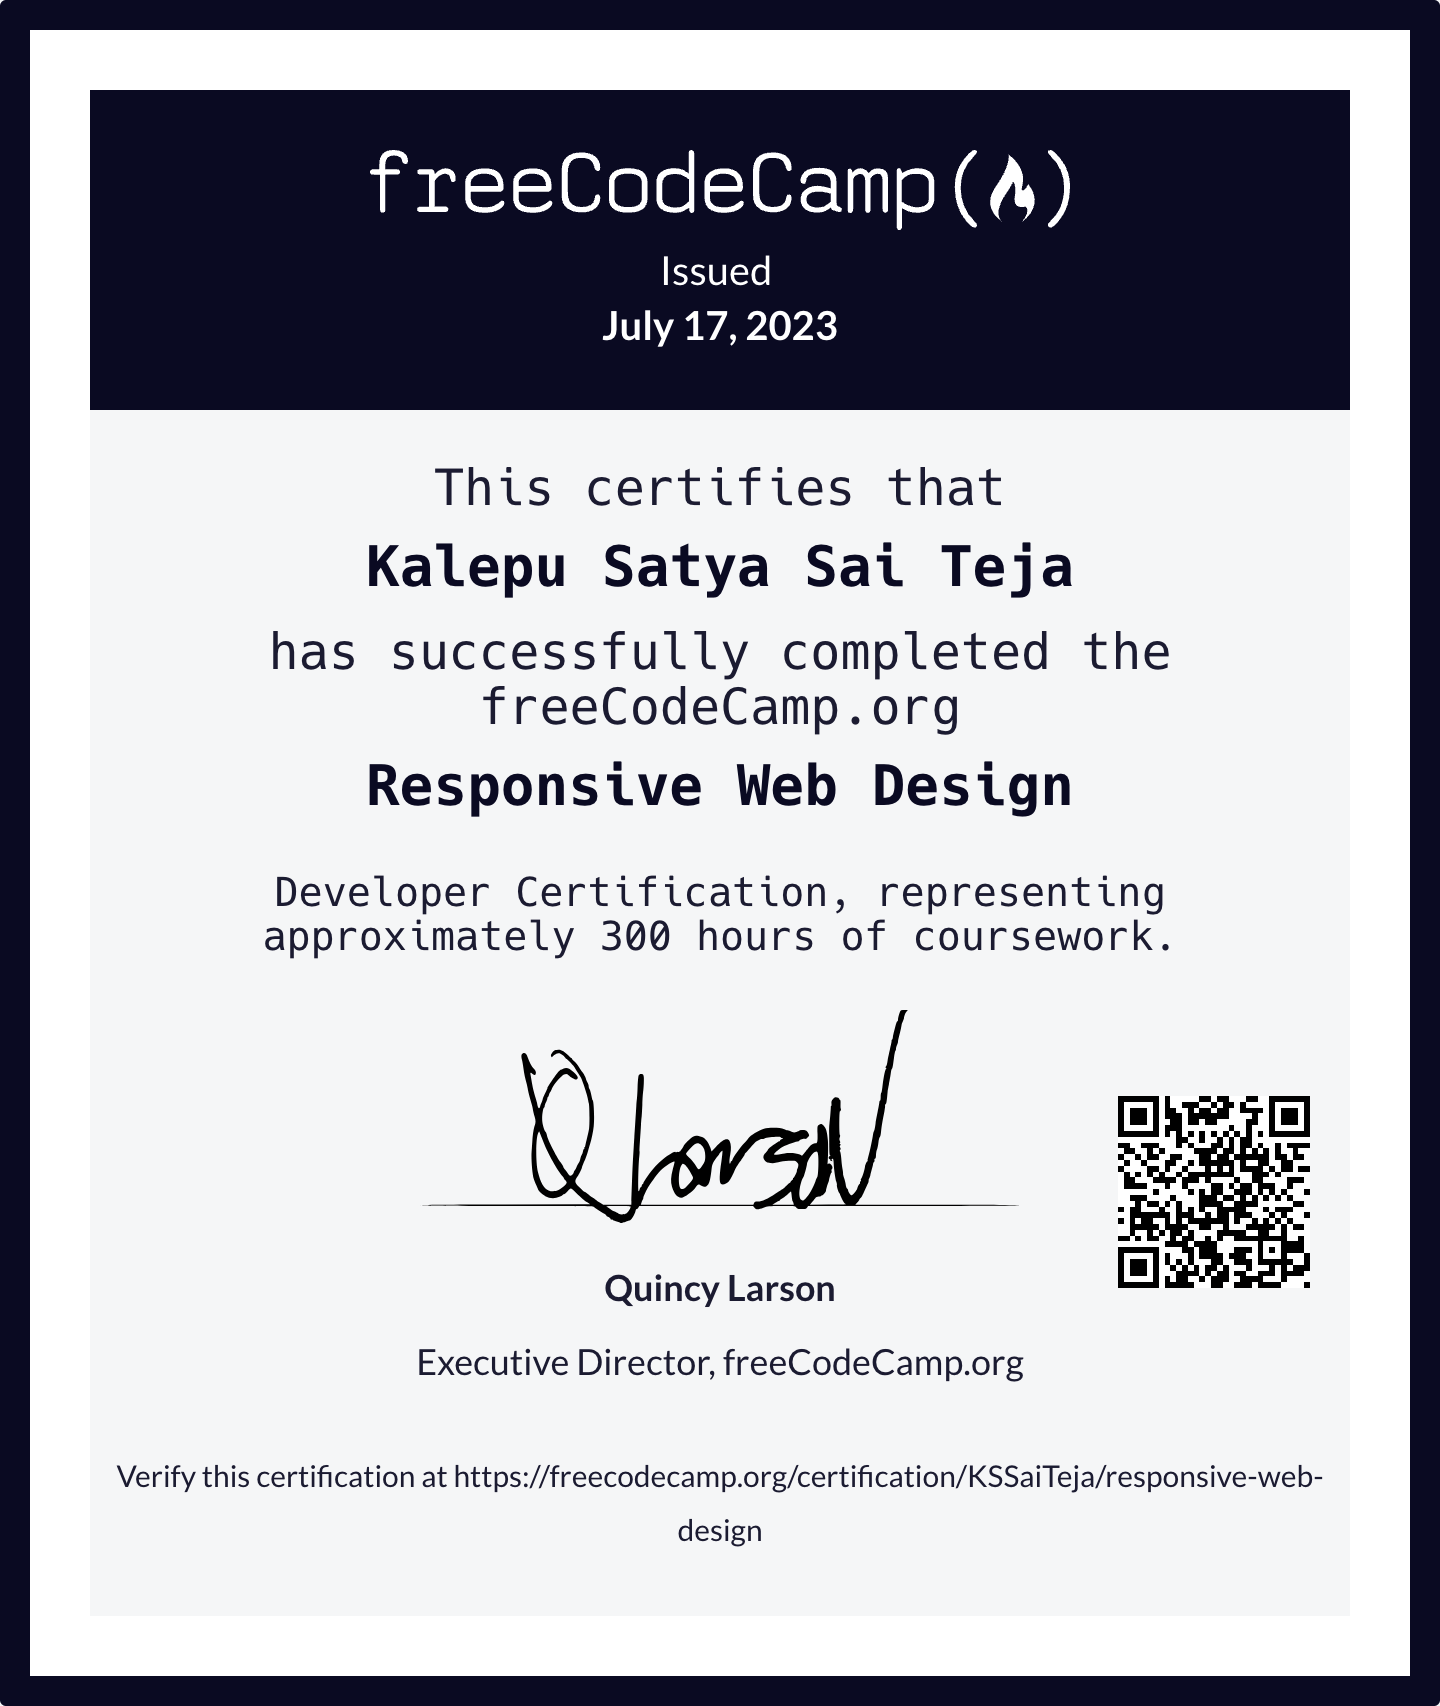 freeCodeCamp
Issued
July 17, 2023
This certifies that
Kalepu Satya Sai Teja
has successfully completed the
freeCodeCamp.org
Responsive Web Design
Developer Certification, representing
approximately 300 hours of coursework.
Q Larson
Quincy Larson
Executive Director, freeCodeCamp.org
Verify this certification at https://freecodecamp.org/certification/KSSaiTeja/responsive-web-
design